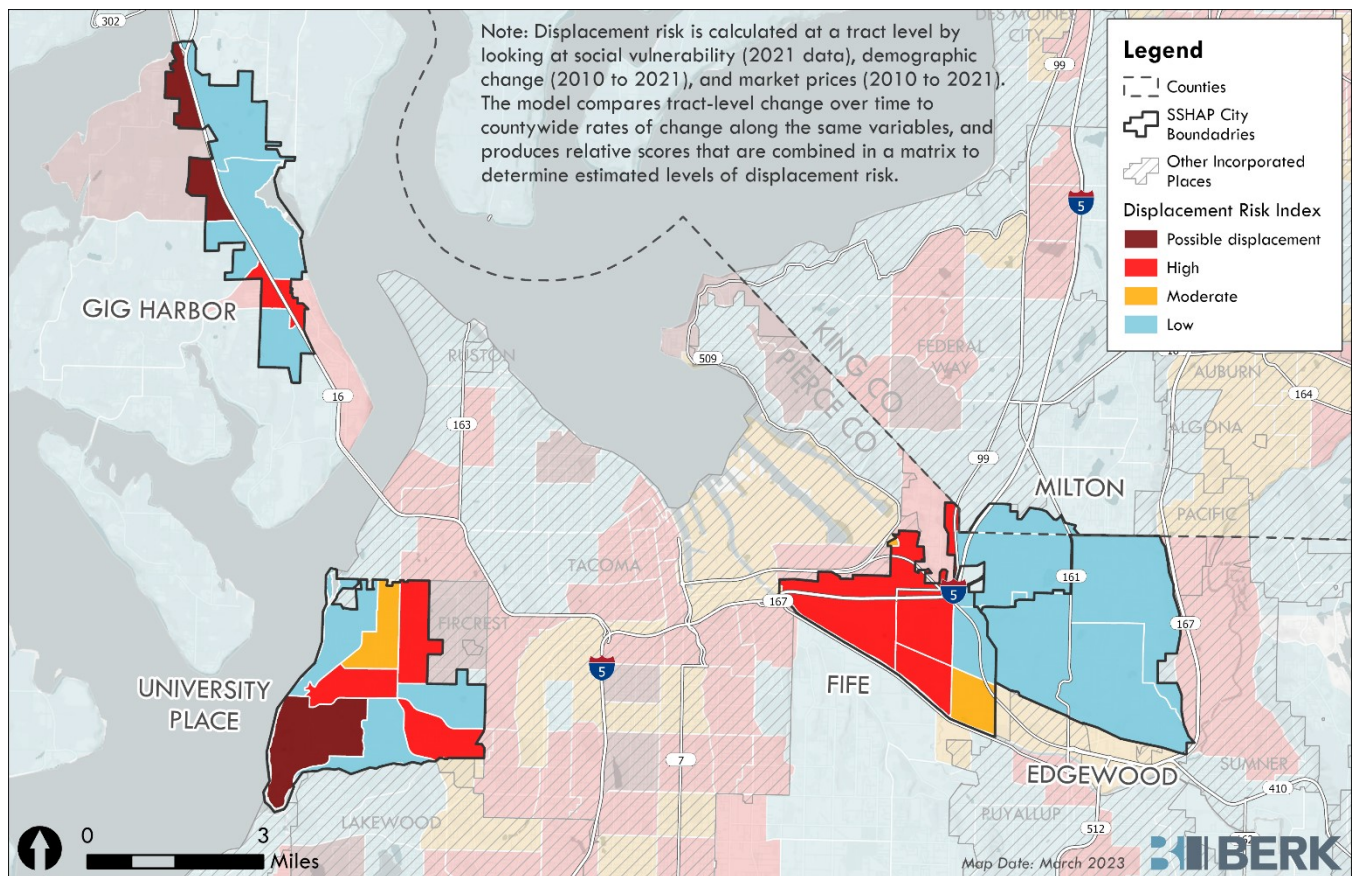 302
Note: Displacement risk is calculated at a tract level by
looking at social vulnerability (2021 data), demographic
change (2010 to 2021), and market prices (2010 to 2021).
The model compares tract-level change over time to
countywide rates of change along the same variables, and
produces relative scores that are combined in a matrix to
determine estimated levels of displacement risk.
DES MOINES
CITY
99
5
Legend
Counties
SSHAP City
Boundadries
Other Incorporated
Places
Displacement Risk Index
Possible displacement
High
Moderate
Low
GIG HARBOR
RUSTON
16
163
509
KING CO
PIERCE CO
FEDERAL
WAY
AUBURN
164
ALGONA
99
MILTON
PACIFIC
TACOMA
161
5
167
167
FIRCREST
5
UNIVERSITY
PLACE
FIFE
7
EDGEWOOD
SUMNER
410
PUYALLUP
512
LAKEWOOD
0
3
Miles
Map Date: March 2023
BERK